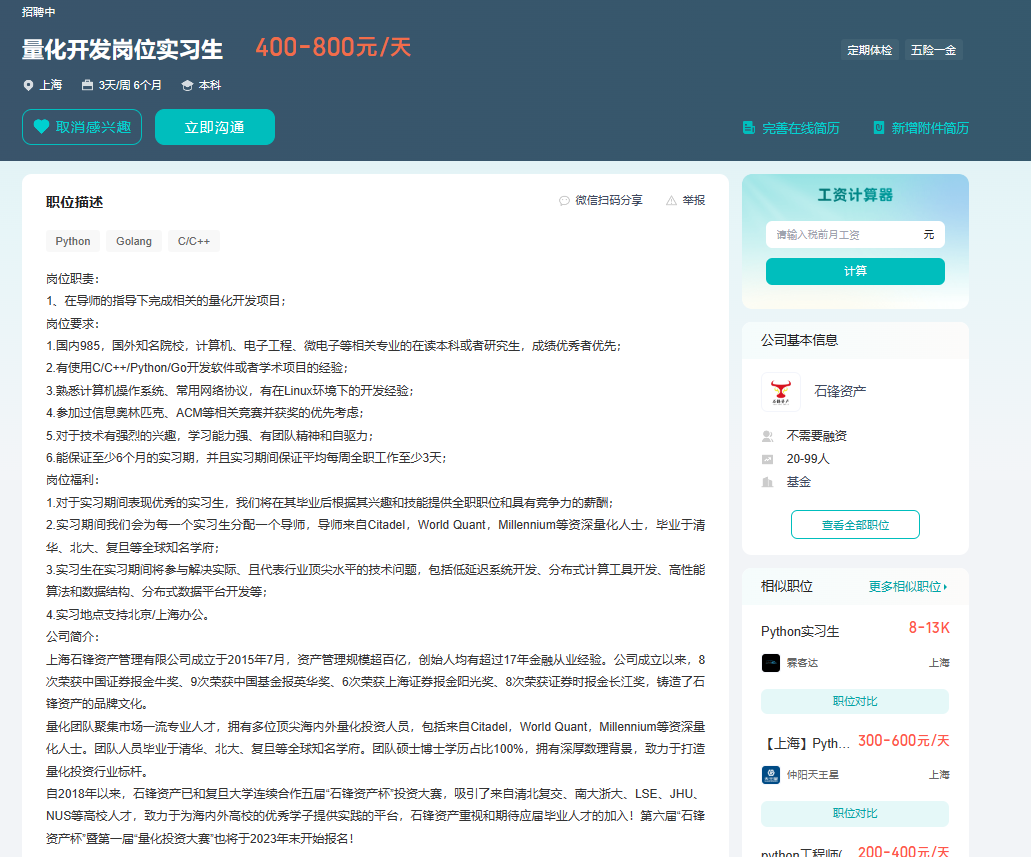 招聘中
量化开发岗位实习生
400-800元/天
定期体检
五险一金
上海
3天/周 6个月
本科
取消感兴趣
立即沟通
完善在线简历
新增附件简历
职位描述
微信扫码分享
举报
Python
Golang
C/C++
岗位职责：
1、在导师的指导下完成相关的量化开发项目；
岗位要求：
1.国内985，国外知名院校，计算机、电子工程、微电子等相关专业的在读本科或者研究生，成绩优秀者优先；
2.有使用C/C++/Python/Go开发软件或者学术项目的经验；
3.熟悉计算机操作系统、常用网络协议，有在Linux环境下的开发经验；
4.参加过信息奥林匹克、ACM等相关竞赛并获奖的优先考虑；
5.对于技术有强烈的兴趣，学习能力强、有团队精神和自驱力；
6.能保证至少6个月的实习期，并且实习期间保证平均每周全职工作至少3天；
岗位福利：
1.对于实习期间表现优秀的实习生，我们将在其毕业后根据其兴趣和技能提供全职职位和具有竞争力的薪酬；
2.实习期间我们会为每一个实习生分配一个导师，导师来自Citadel，World Quant，Millennium等资深量化人士，毕业于清
华、北大、复旦等全球知名学府；
3.实习生在实习期间将参与解决实际、且代表行业顶尖水平的技术问题，包括低延迟系统开发、分布式计算工具开发、高性能
算法和数据结构、分布式数据平台开发等；
4.实习地点支持北京/上海办公。
公司简介：
上海石锋资产管理有限公司成立于2015年7月，资产管理规模超百亿，创始人均有超过17年金融从业经验。公司成立以来，8
次荣获中国证券报金牛奖、9次荣获中国基金报英华奖、6次荣获上海证券报金阳光奖、8次荣获证券时报金长江奖，铸造了石
锋资产的品牌文化。
量化团队聚集市场一流专业人才，拥有多位顶尖海内外量化投资人员，包括来自Citadel，World Quant，Millennium等资深量
化人士。团队人员毕业于清华、北大、复旦等全球知名学府。团队硕士博士学历占比100%，拥有深厚数理背景，致力于打造
量化投资行业标杆。
自2018年以来，石锋资产已和复旦大学连续合作五届“石锋资产杯”投资大赛，吸引了来自清北复交、南大浙大、LSE、JHU、
NUS等高校人才，致力于为海内外高校的优秀学子提供实践的平台，石锋资产重视和期待应届毕业人才的加入！第六届“石锋
资产杯”暨第一届“量化投资大赛”也将于2023年末开始报名！
工资计算器
请输入税前月工资
元
计算
公司基本信息
石锋资产
不需要融资
20-99人
基金
查看全部职位
相似职位
更多相似职位
Python实习生
8-13K
霖客达
上海
职位对比
【上海】Pyth...
300-600元/天
仲阳天王星
上海
职位对比
python工程师(
200-400元/天